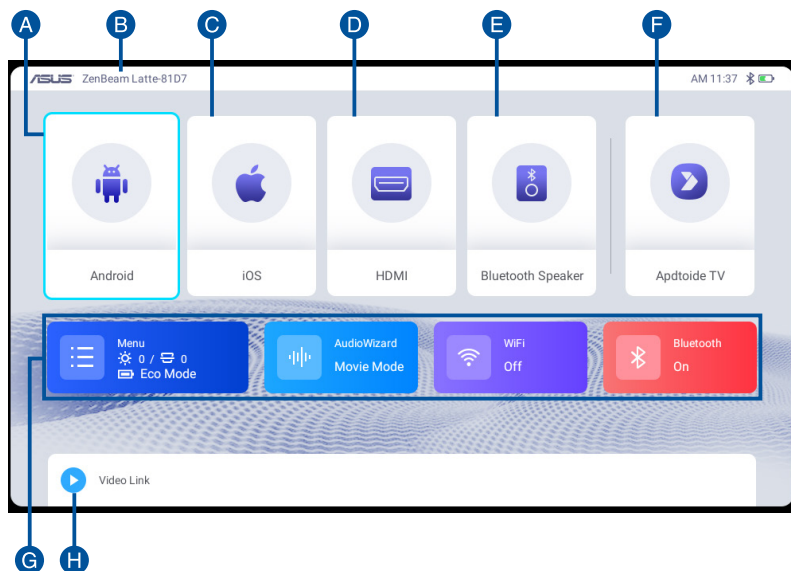 A B C D E F
ASUS ZenBeam Latte-81D7 AM 11:37
Android iOS HDMI Bluetooth Speaker Apdtoide TV
Menu AudioWizard WiFi Bluetooth
0 / 0 Movie Mode Off On
Eco Mode
Video Link
G H